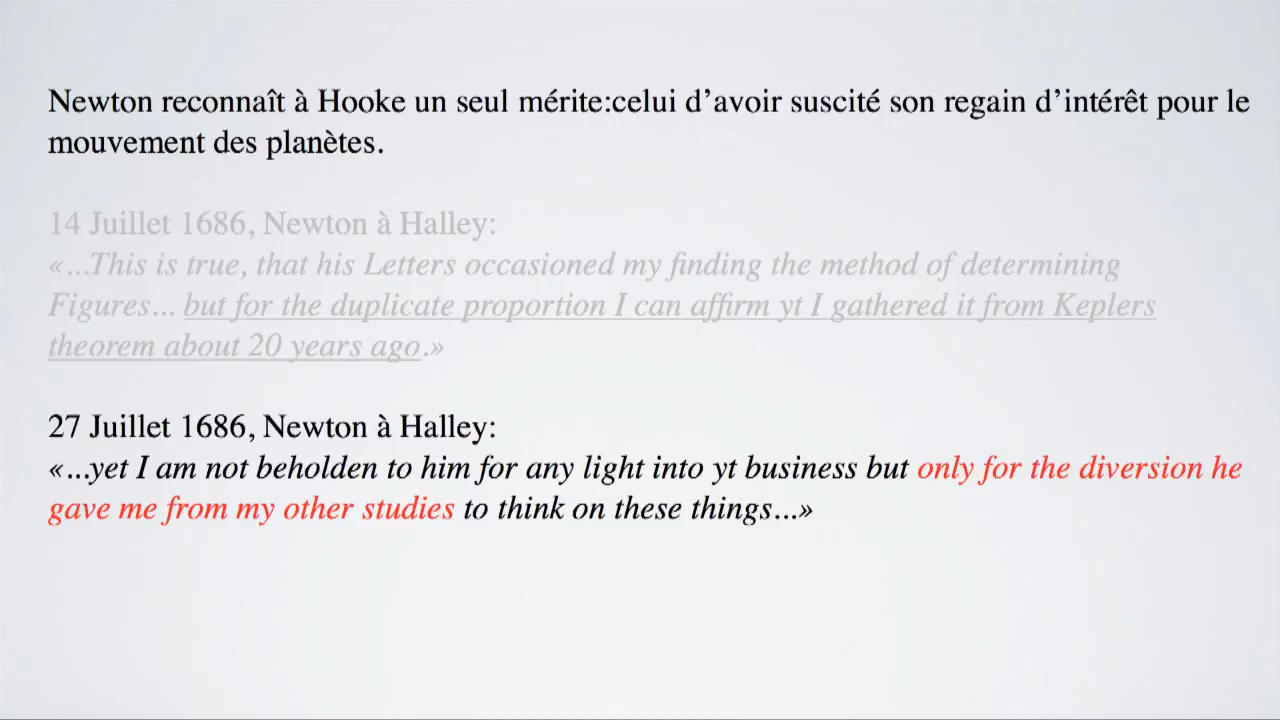 Newton reconnaît à Hooke un seul mérite:celui d’avoir suscité son regain d’intérêt pour le
mouvement des planètes.
14 Juillet 1686, Newton à Halley:
«...This is true, that his Letters occasioned my finding the method of determining
Figures... but for the duplicate proportion I can affirm yt I gathered it from Keplers
theorem about 20 years ago.»
27 Juillet 1686, Newton à Halley:
«...yet I am not beholden to him for any light into yt business but only for the diversion he
gave me from my other studies to think on these things...»